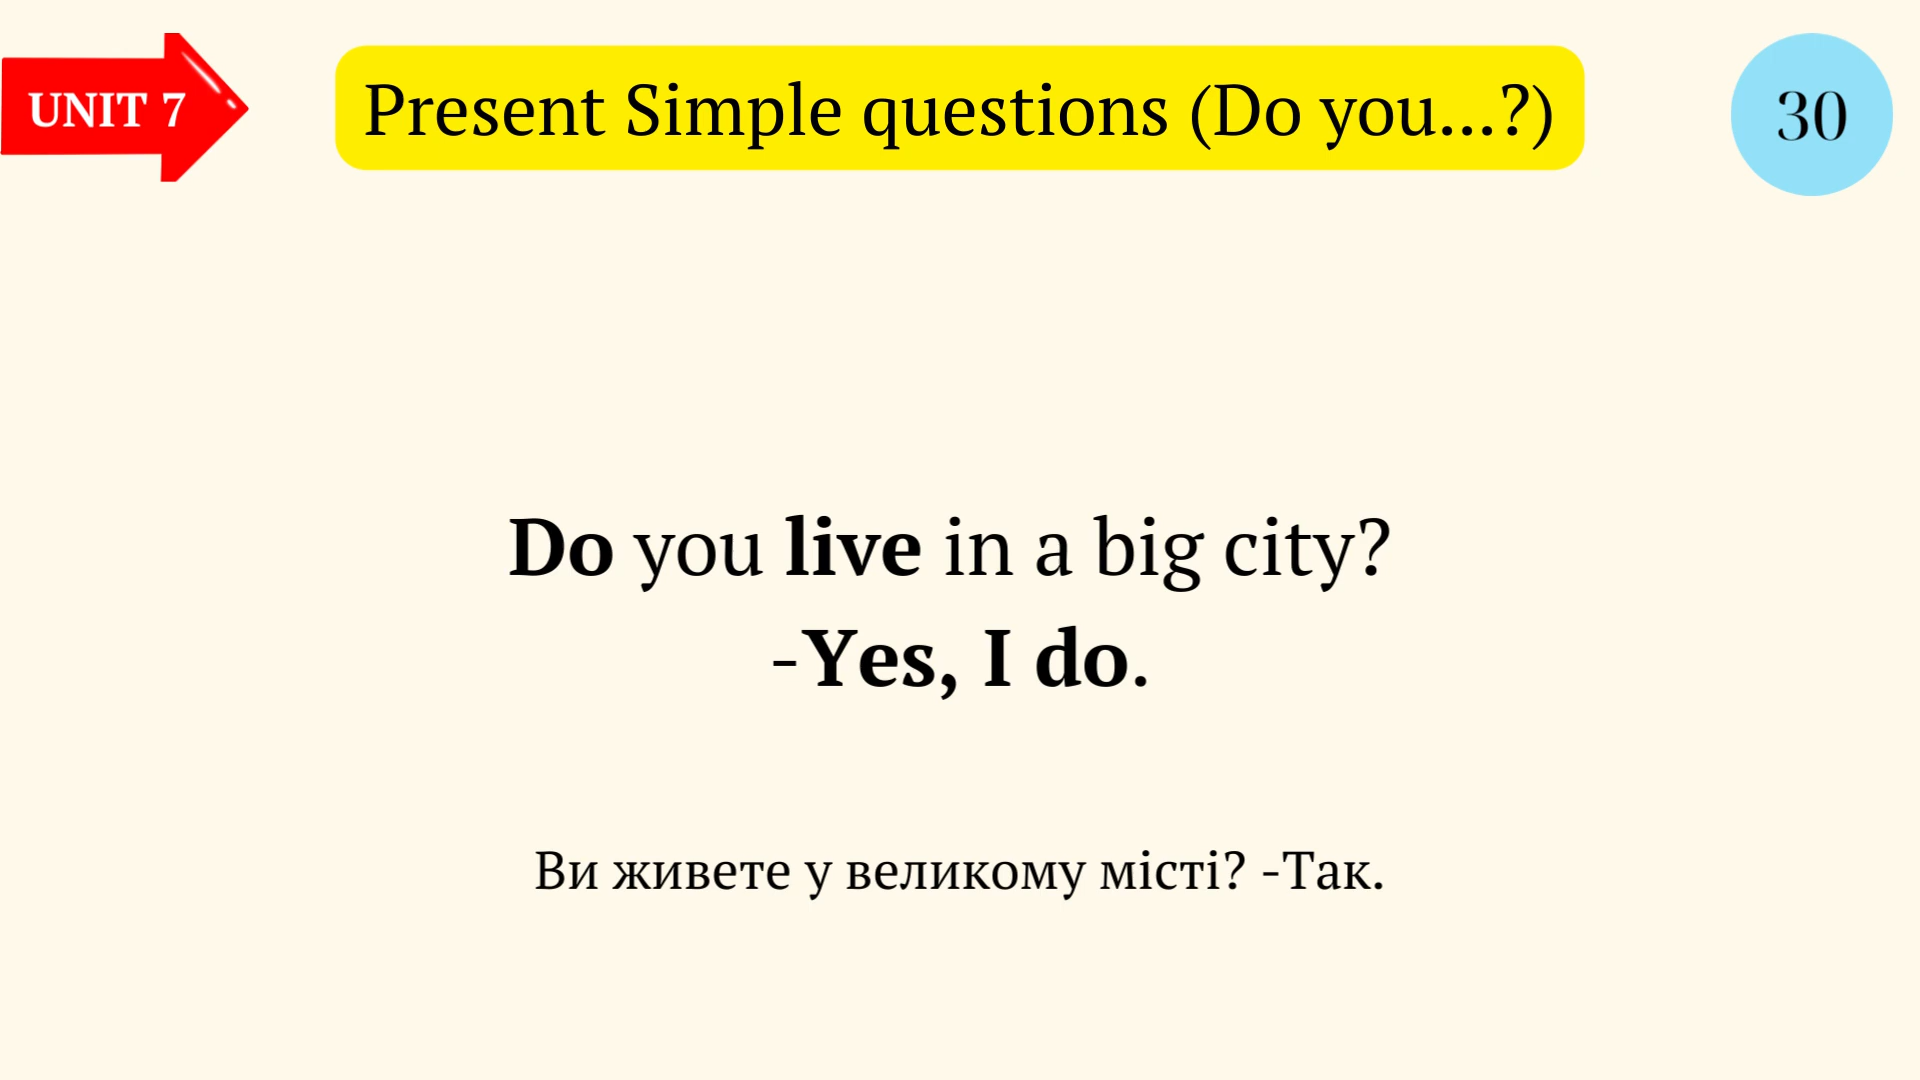 UNIT 7
Present Simple questions (Do you...?)
30
Do you live in a big city?
-Yes, I do.
Ви живете у великому місті? -Так.